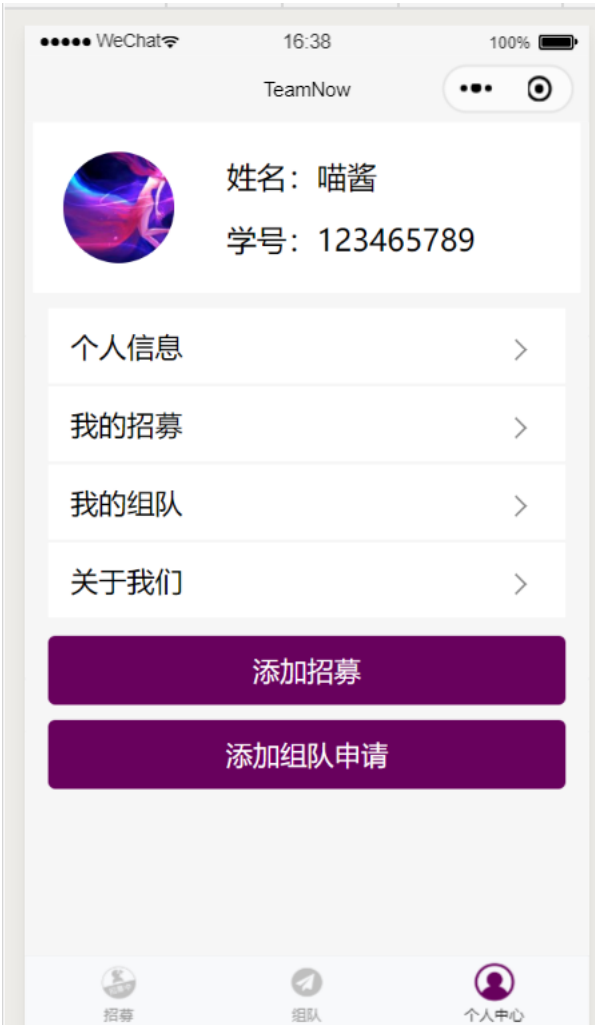 WeChat
16:38
100%
TeamNow
姓名：喵酱
学号：123465789
个人信息
我的招募
我的组队
关于我们
添加招募
添加组队申请
招募
组队
个人中心